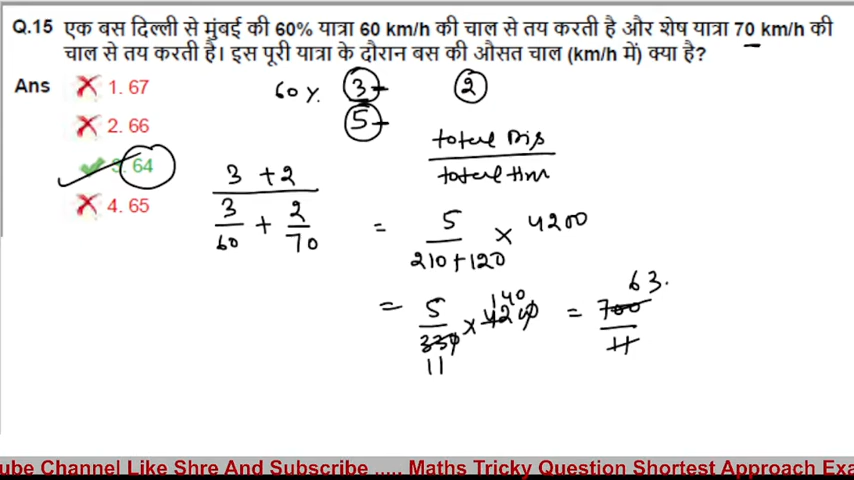 Q.15 एक बस दिल्ली से मुंबई की 60% यात्रा 60 km/h की चाल से तय करती है और शेष यात्रा 70 km/h की
चाल से तय करती है। इस पूरी यात्रा के दौरान बस की औसत चाल (km/h में) क्या है?
Ans 1. 67
2. 66
3. 64
4. 65
60 %. 3 2
5
total Dis
total time
3 + 2
3/60 + 2/70 = 5/(210+120) × 4200
= 5/330 × 4200 = 700/11
11 140 63.
ube Channel Like Shre And Subscribe ..... Maths Tricky Question Shortest Approach Exa